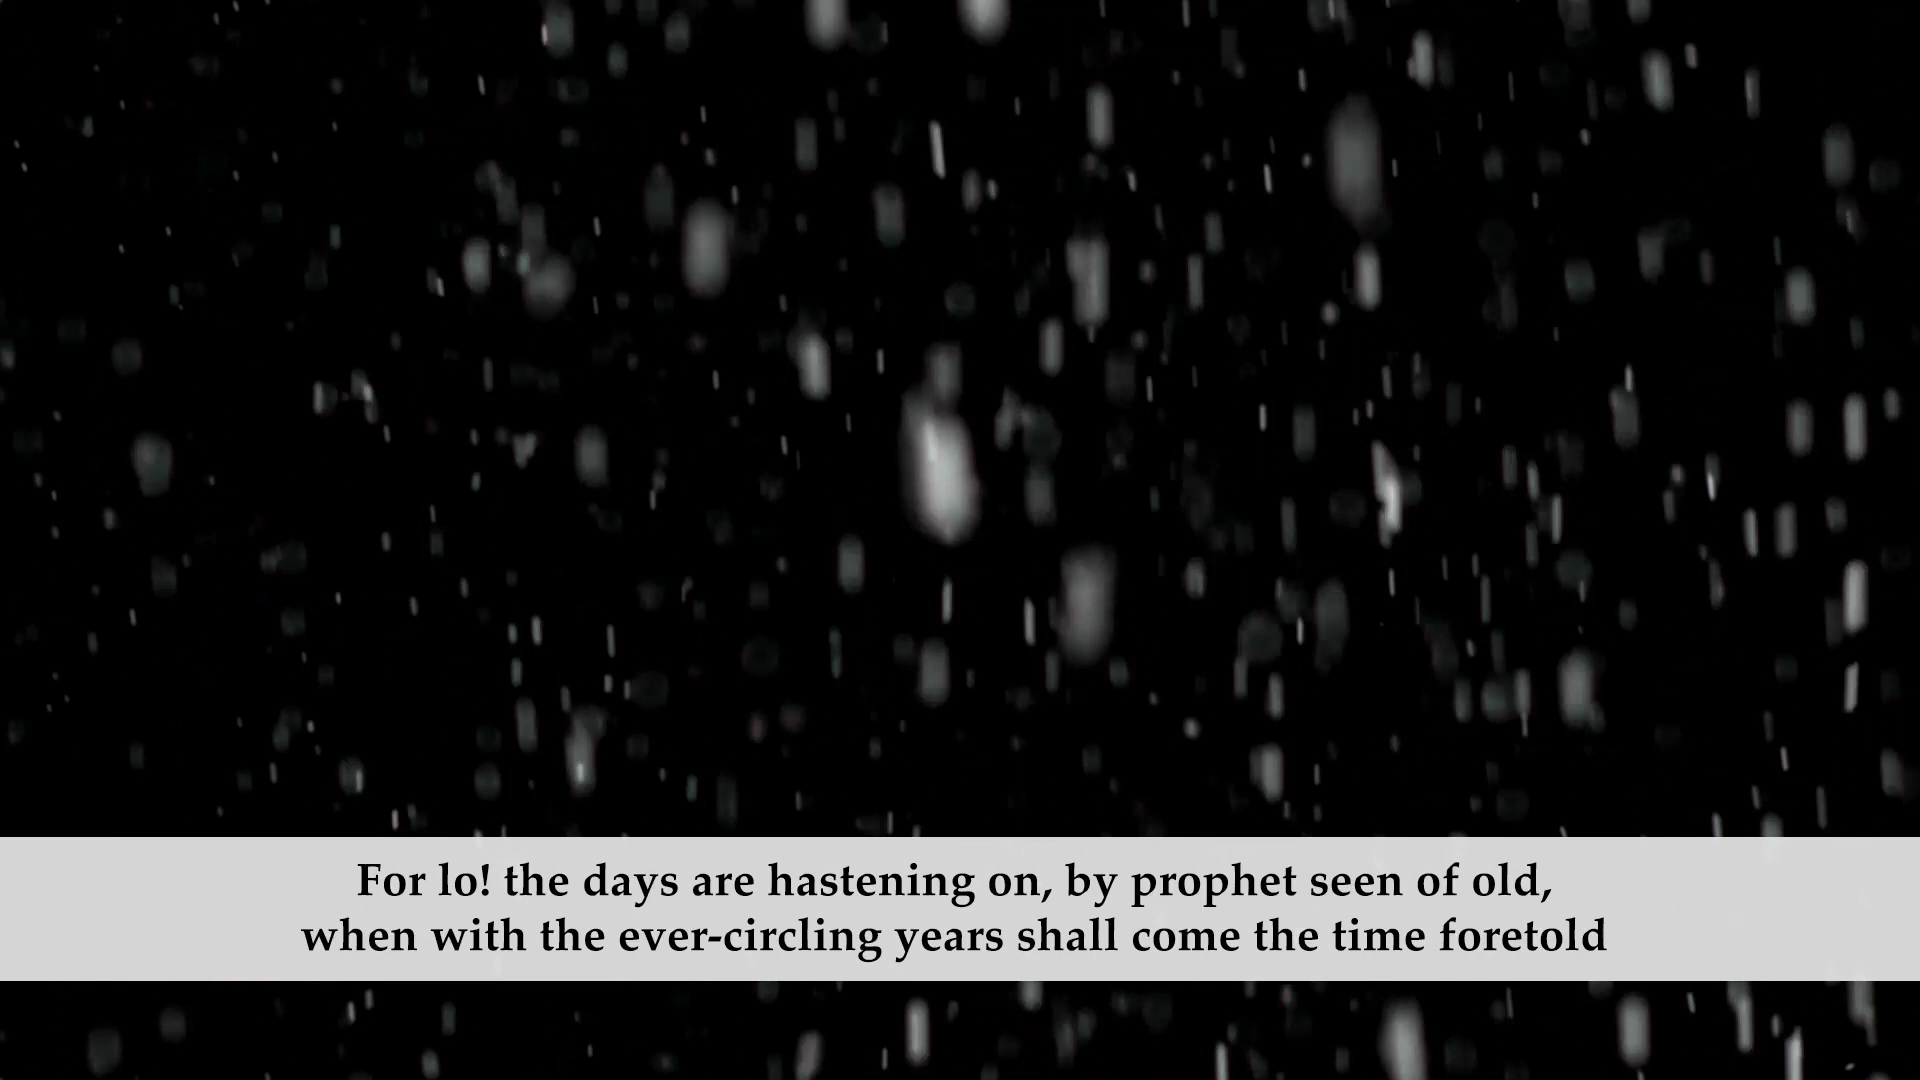 For lo! the days are hastening on, by prophet seen of old,
when with the ever-circling years shall come the time foretold